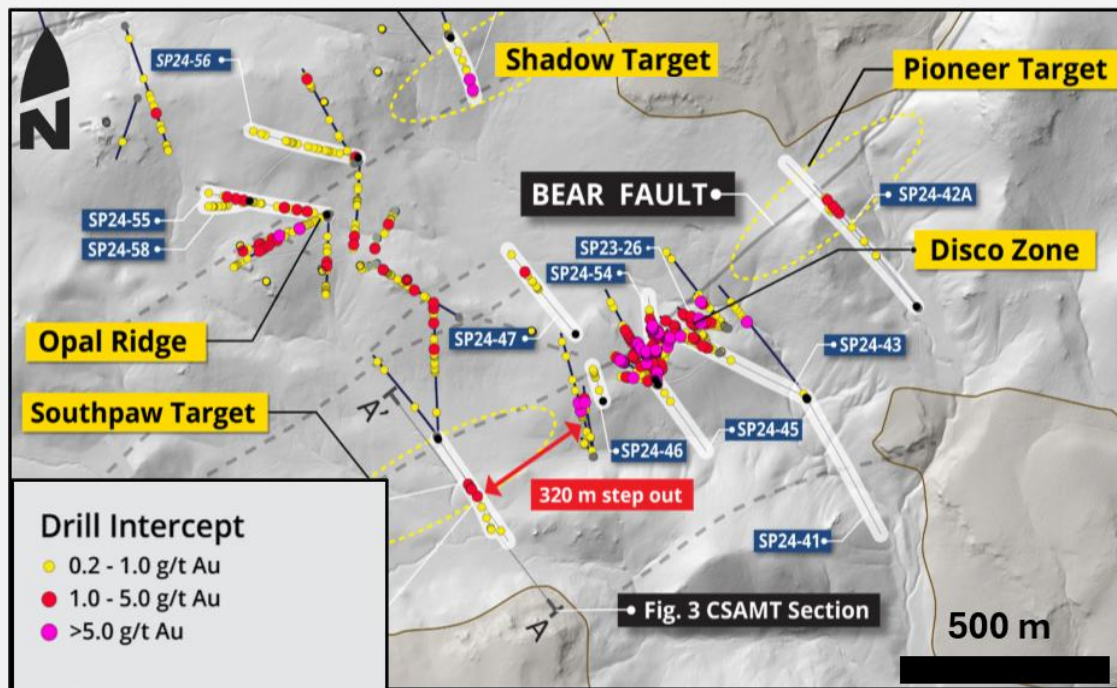 SP24-56
Shadow Target
Pioneer Target
N
BEAR FAULT
SP24-42A
SP24-55
SP24-58
SP23-26
SP24-54
Disco Zone
Opal Ridge
SP24-47
SP24-43
Southpaw Target
A'
SP24-46
SP24-45
320 m step out
SP24-41
Drill Intercept
0.2 - 1.0 g/t Au
1.0 - 5.0 g/t Au
>5.0 g/t Au
A
Fig. 3 CSAMT Section
500 m